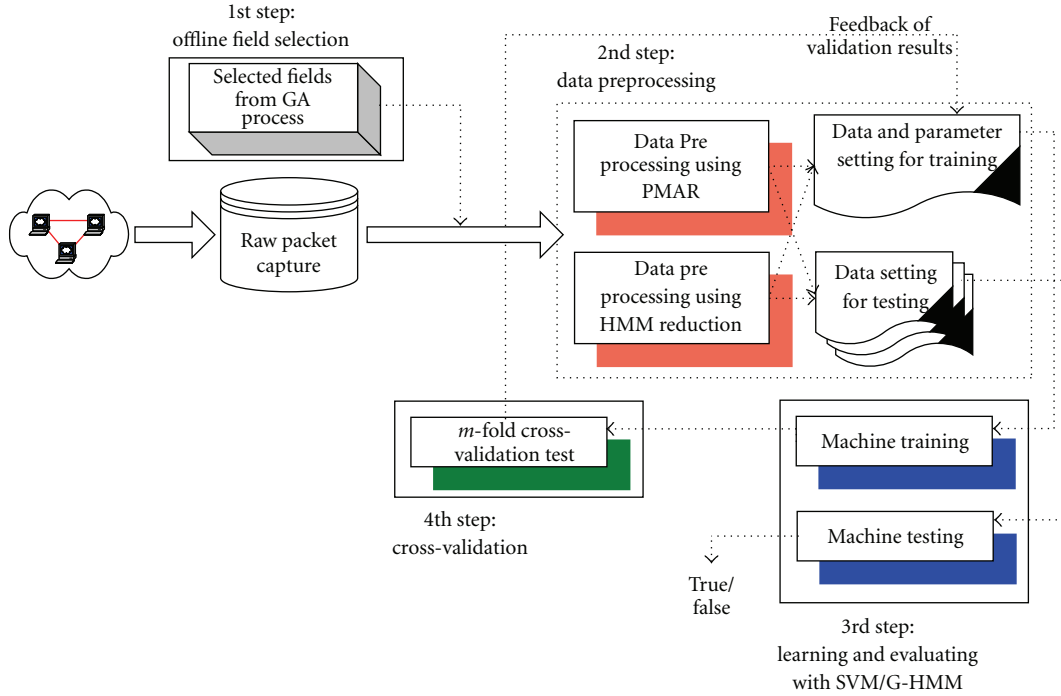 1st step:
offline field selection
Selected fields
from GA
process
Raw packet
capture
2nd step:
data preprocessing
Feedback of
validation results
Data Pre
processing using
PMAR
Data and parameter
setting for training
Data pre
processing using
HMM reduction
Data setting
for testing
m-fold cross-
validation test
4th step:
cross-validation
Machine training
Machine testing
True/
false
3rd step:
learning and evaluating
with SVM/G-HMM